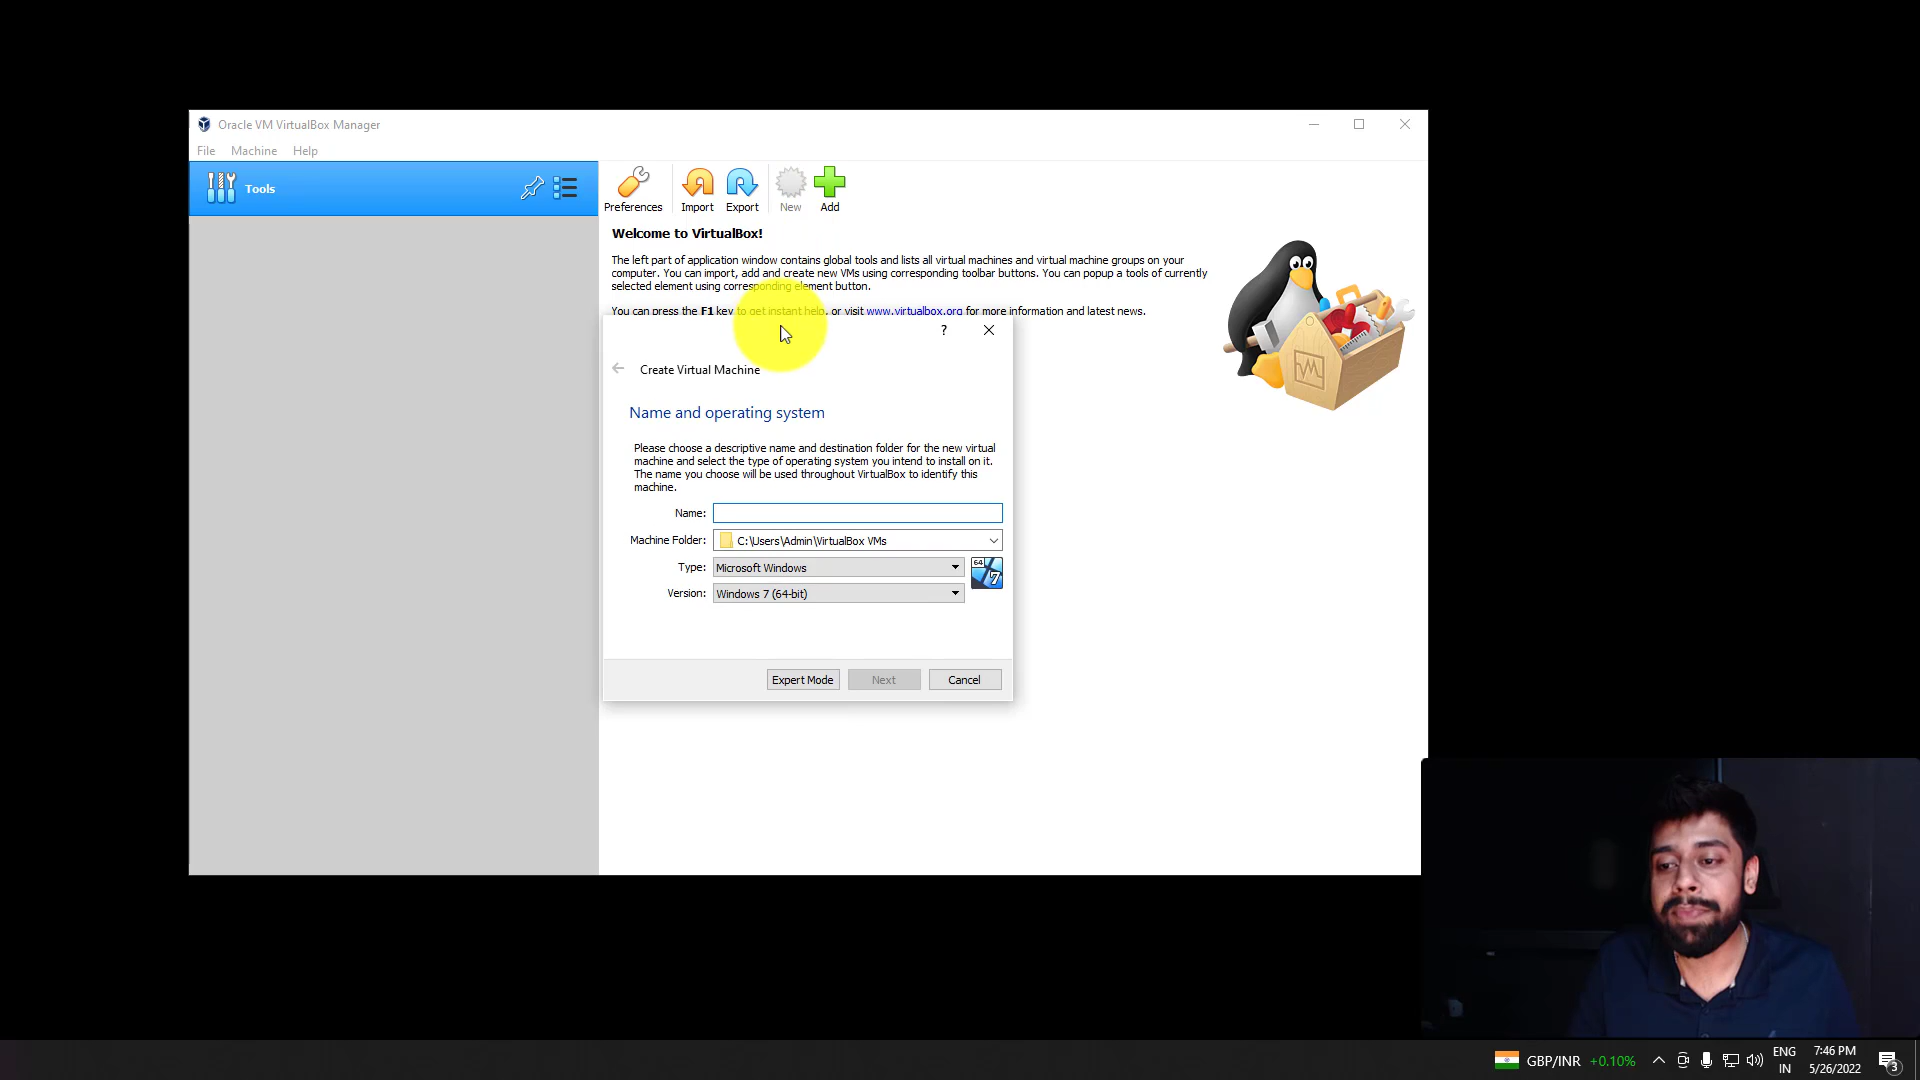 Oracle VM VirtualBox Manager
File Machine Help
Tools
Preferences Import Export New Add
Welcome to VirtualBox!
The left part of application window contains global tools and lists all virtual machines and virtual machine groups on your
computer. You can import, add and create new VMs using corresponding toolbar buttons. You can popup a tools of currently
selected element using corresponding element button.
You can press the F1 key to get instant help, or visit www.virtualbox.org for more information and latest news.
?
Create Virtual Machine
Name and operating system
Please choose a descriptive name and destination folder for the new virtual
machine and select the type of operating system you intend to install on it.
The name you choose will be used throughout VirtualBox to identify this
machine.
Name:
Machine Folder: C:\Users\Admin\VirtualBox VMs
Type: Microsoft Windows
64
7
Version: Windows 7 (64-bit)
Expert Mode Next Cancel
GBP/INR +0.10%
ENG
IN
7:46 PM
5/26/2022
3